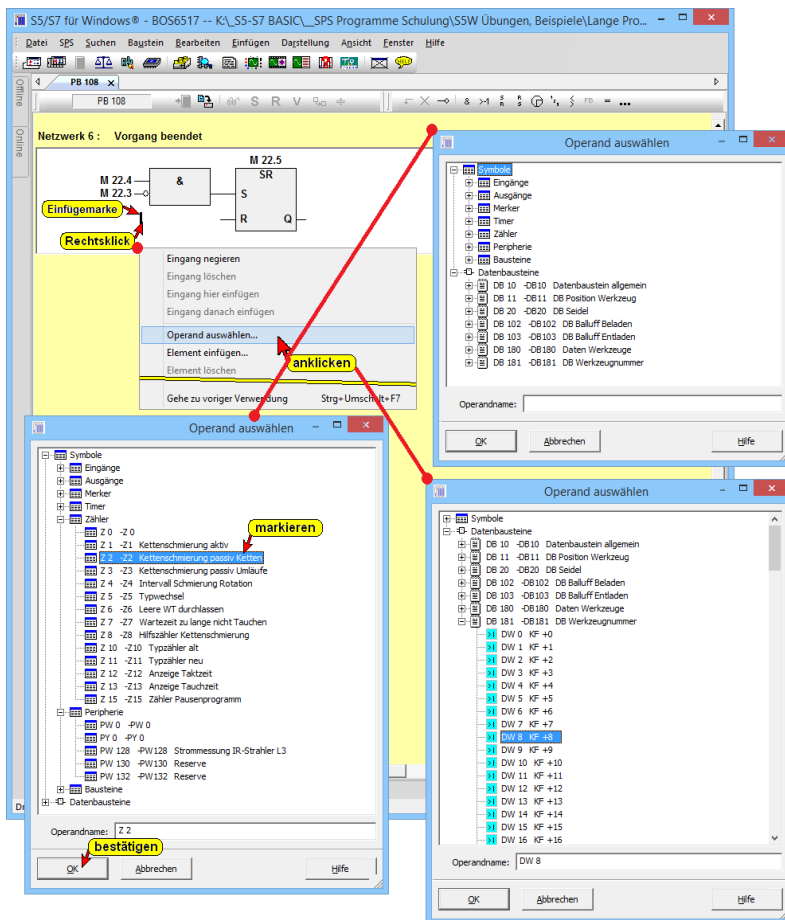 S5/S7 für Windows® - BOS6517 -- K:\_S5-S7 BASIC\__SPS Programme Schulung\S5W Übungen, Beispiele\Lange Pro...
Datei SPS Suchen Baustein Bearbeiten Einfügen Darstellung Ansicht Fenster Hilfe
Offline
Online
PB 108 x
PB 108
S R V
& >1 S R S R FB = ...
Netzwerk 6 : Vorgang beendet
M 22.5
SR
M 22.4
M 22.3
&
S
R Q
Einfügemarke
Rechtsklick
Eingang negieren
Eingang löschen
Eingang hier einfügen
Eingang danach einfügen
Operand auswählen...
Element einfügen...
Element löschen
Gehe zu voriger Verwendung Strg+Umschalt+F7
anklicken
Operand auswählen
Symbole
Eingänge
Ausgänge
Merker
Timer
Zähler
Peripherie
Bausteine
Datenbausteine
DB 10 -DB10 Datenbaustein allgemein
DB 11 -DB11 DB Position Werkzeug
DB 20 -DB20 DB Seidel
DB 102 -DB102 DB Balluff Beladen
DB 103 -DB103 DB Balluff Entladen
DB 180 -DB180 Daten Werkzeuge
DB 181 -DB181 DB Werkzeugnummer
Operandname:
OK Abbrechen Hilfe
Operand auswählen
Symbole
Eingänge
Ausgänge
Merker
Timer
Zähler
Z 0 -Z 0
Z 1 -Z1 Kettenschmierung aktiv
Z 2 -Z2 Kettenschmierung passiv Ketten
Z 3 -Z3 Kettenschmierung passiv Umläufe
Z 4 -Z4 Intervall Schmierung Rotation
Z 5 -Z5 Typwechsel
Z 6 -Z6 Leere WT durchlassen
Z 7 -Z7 Wartezeit zu lange nicht Tauchen
Z 8 -Z8 Hilfszähler Kettenschmierung
Z 10 -Z10 Typzähler alt
Z 11 -Z11 Typzähler neu
Z 12 -Z12 Anzeige Taktzeit
Z 13 -Z13 Anzeige Tauchzeit
Z 15 -Z15 Zähler Pausenprogramm
Peripherie
PW 0 -PW 0
PY 0 -PY 0
PW 128 -PW128 Strommessung IR-Strahler L3
PW 130 -PW130 Reserve
PW 132 -PW132 Reserve
Bausteine
Datenbausteine
markieren
Operandname: Z 2
bestätigen
OK Abbrechen Hilfe
Operand auswählen
Symbole
Datenbausteine
DB 10 -DB10 Datenbaustein allgemein
DB 11 -DB11 DB Position Werkzeug
DB 20 -DB20 DB Seidel
DB 102 -DB102 DB Balluff Beladen
DB 103 -DB103 DB Balluff Entladen
DB 180 -DB180 Daten Werkzeuge
DB 181 -DB181 DB Werkzeugnummer
DW 0 KF +0
DW 1 KF +1
DW 2 KF +2
DW 3 KF +3
DW 4 KF +4
DW 5 KF +5
DW 6 KF +6
DW 7 KF +7
DW 8 KF +8
DW 9 KF +9
DW 10 KF +10
DW 11 KF +11
DW 12 KF +12
DW 13 KF +13
DW 14 KF +14
DW 15 KF +15
DW 16 KF +16
Operandname: DW 8
OK Abbrechen Hilfe